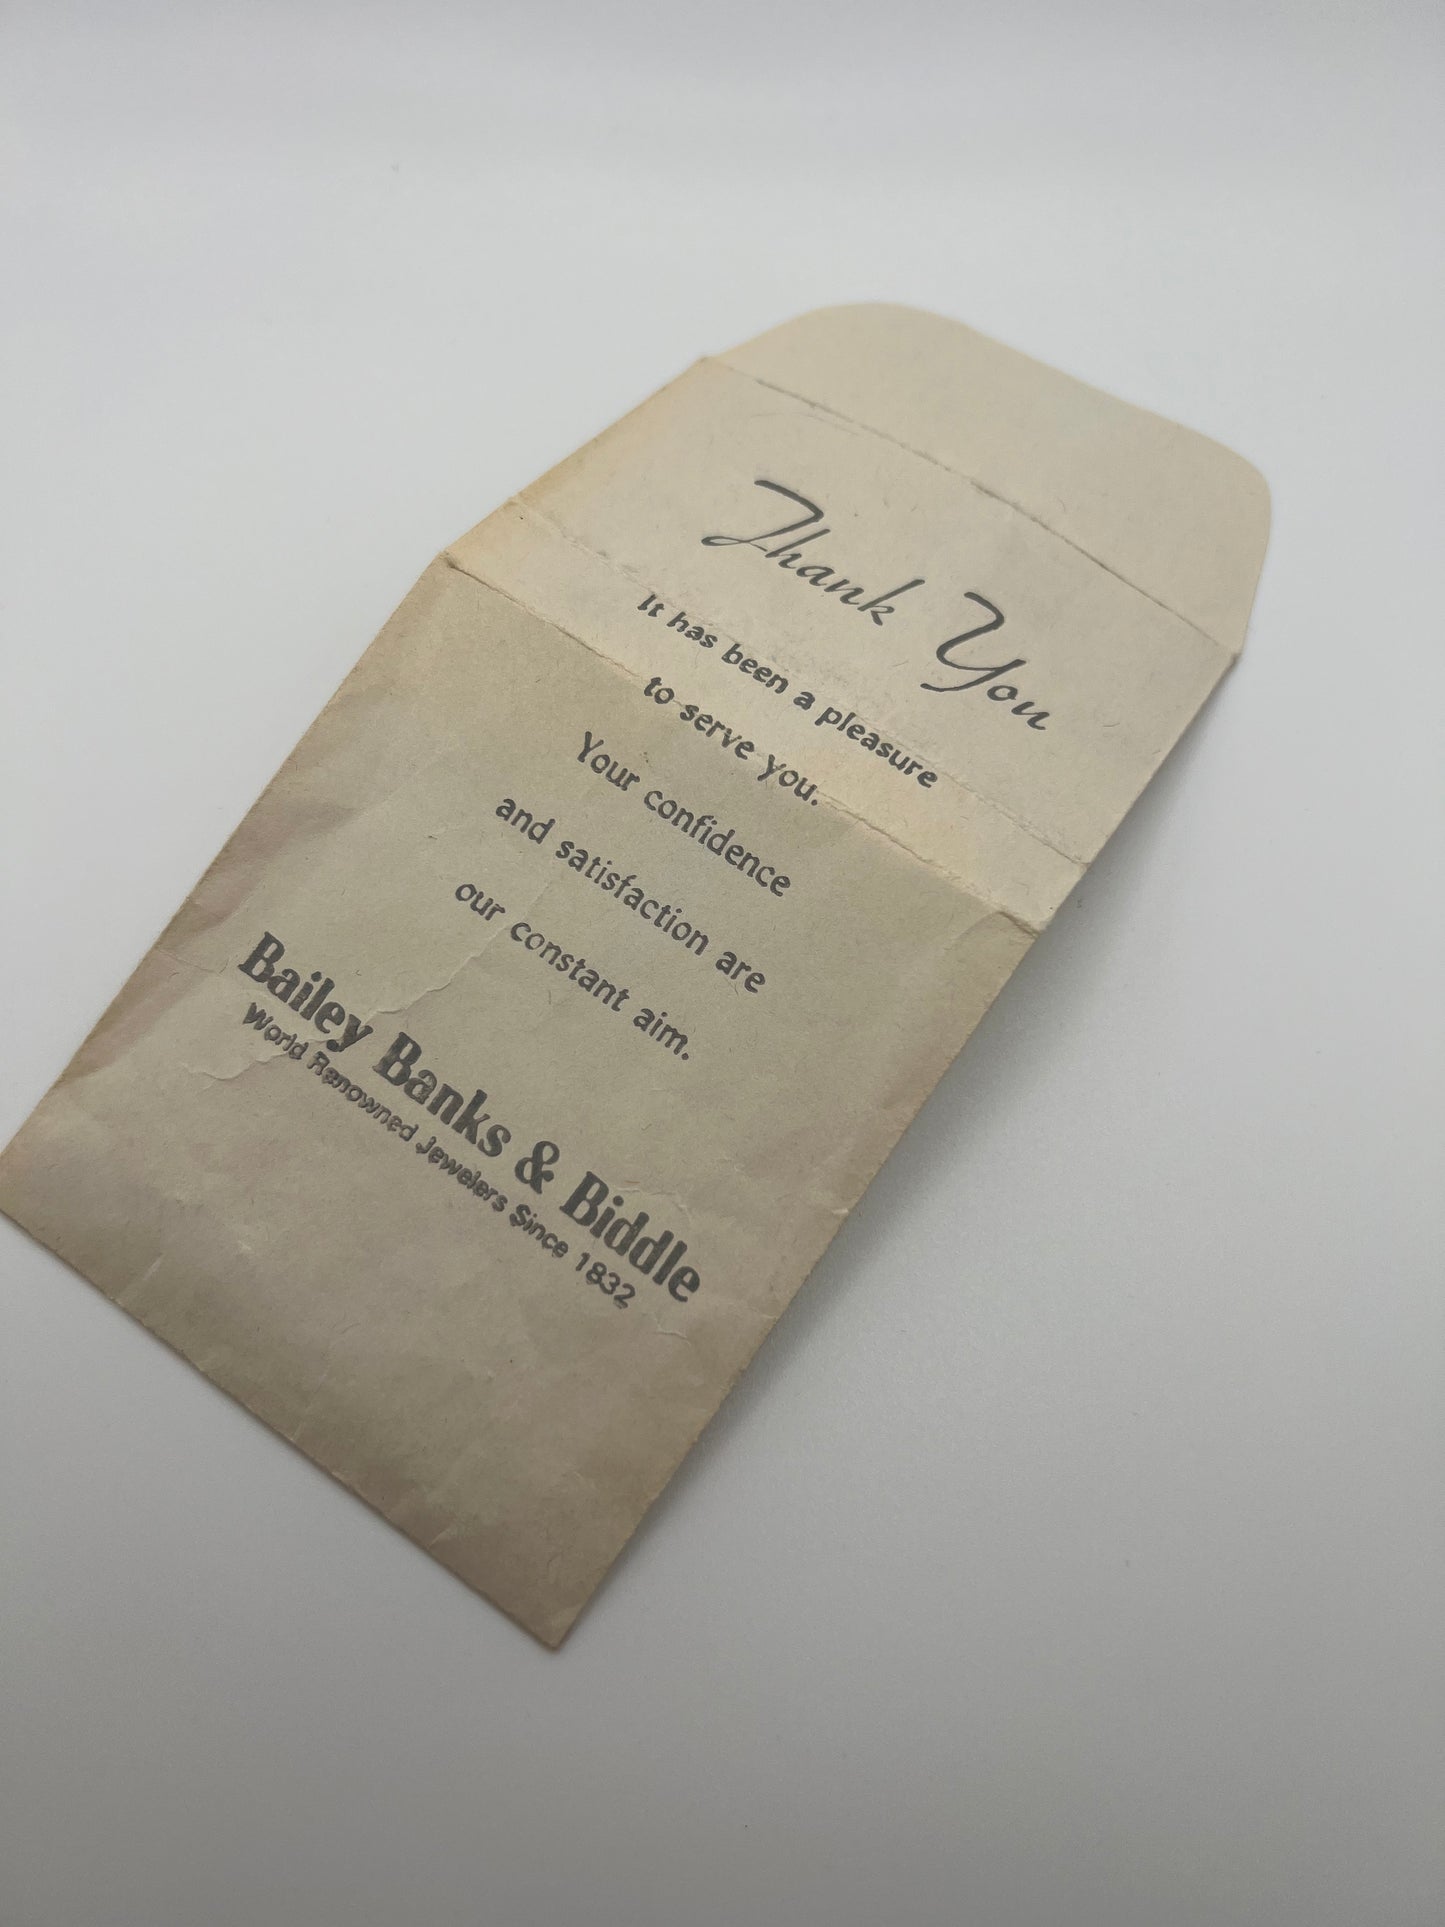 Thank You
It has been a pleasure
to serve you.
Your confidence
and satisfaction are
our constant aim.
Bailey Banks & Biddle
World Renowned Jewelers Since 1832